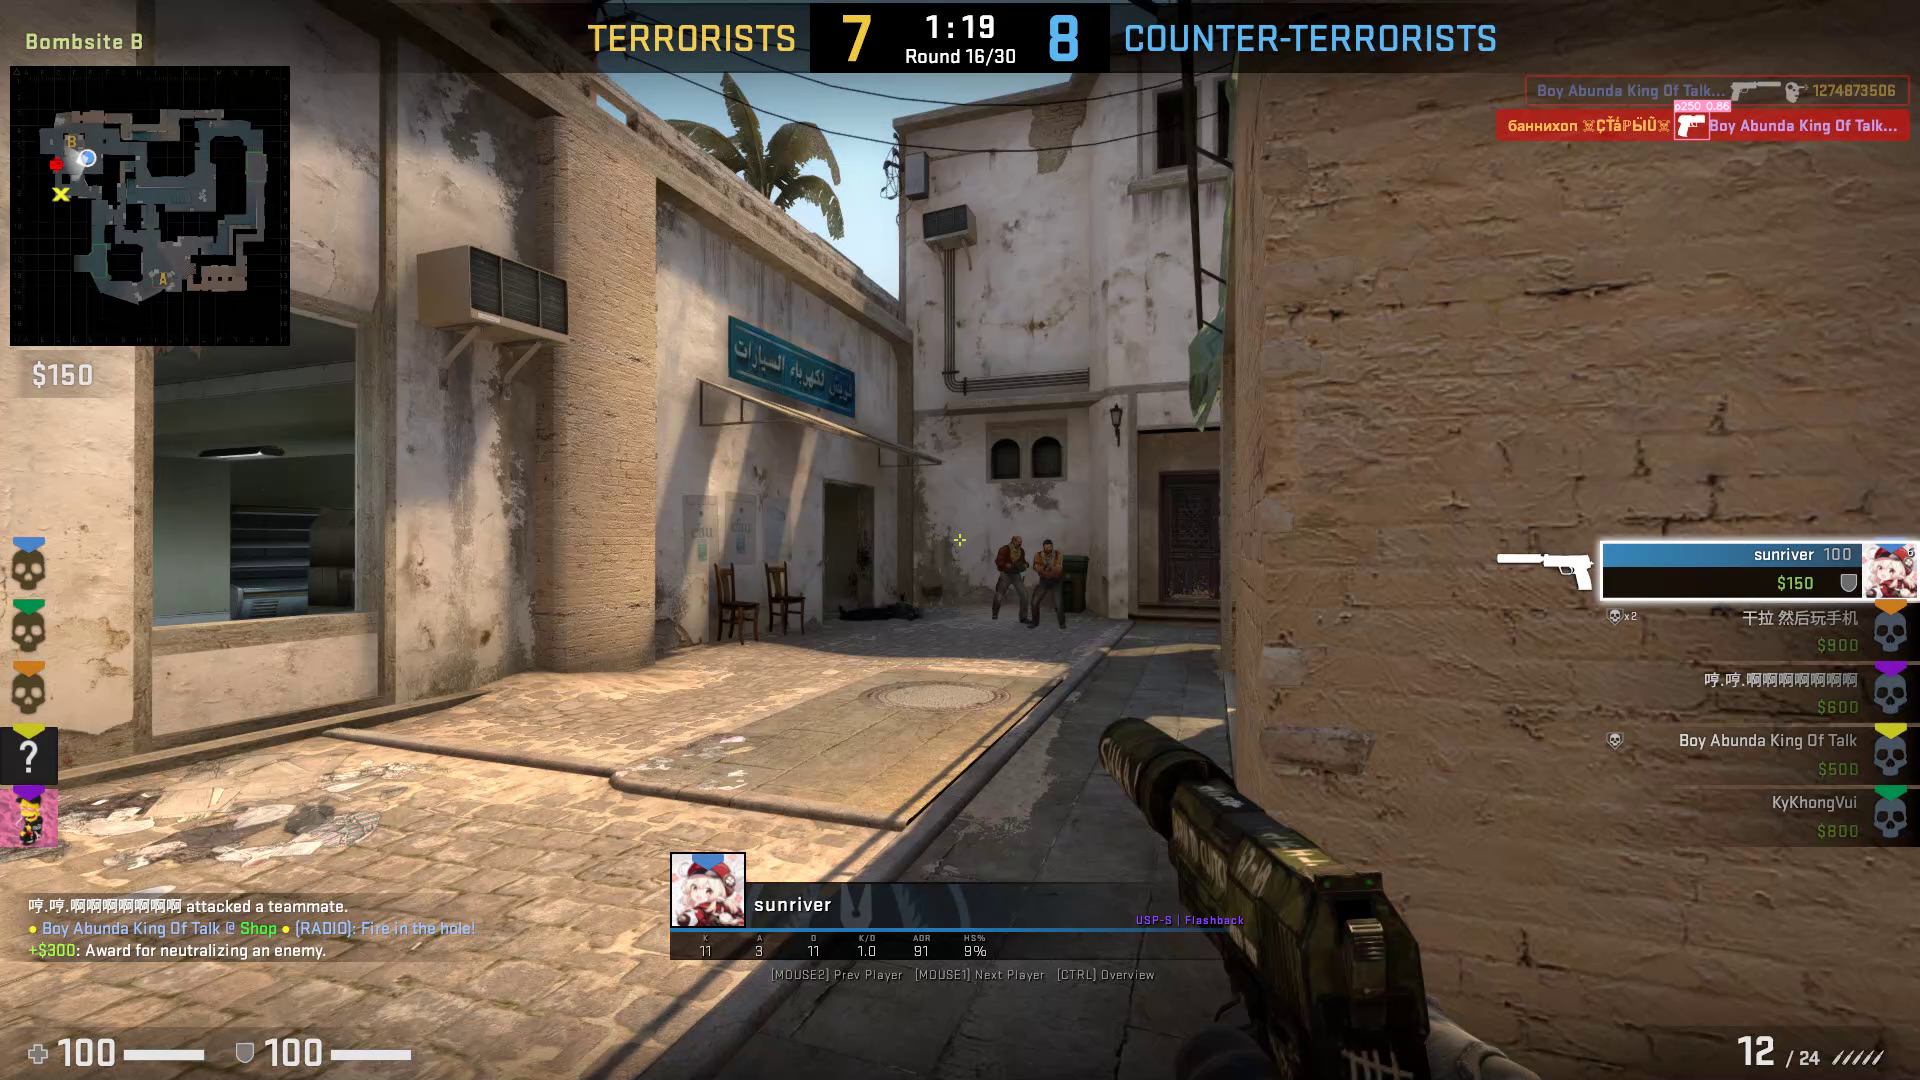 Bombsite B
TERRORISTS
7
1:19
Round 16/30
8
COUNTER-TERRORISTS
Boy Abunda King Of Talk... 1274873506
p250 0.86
баннихоп ☠ÇŤáℙЫŨ☠ Boy Abunda King Of Talk...
B
A
$150
sunriver 100
$150
x2 干拉 然后玩手机
$900
哼.哼.啊啊啊啊啊啊啊
$600
Boy Abunda King Of Talk
$500
KyKhongVui
$800
?
哼.哼.啊啊啊啊啊啊啊 attacked a teammate.
● Boy Abunda King Of Talk @ Shop ● (RADIO): Fire in the hole!
+$300: Award for neutralizing an enemy.
sunriver
USP-S | Flashback
K A D K/D ADR HS%
11 3 11 1.0 91 9%
[MOUSE2] Prev Player [MOUSE1] Next Player [CTRL] Overview
100 100
12 / 24